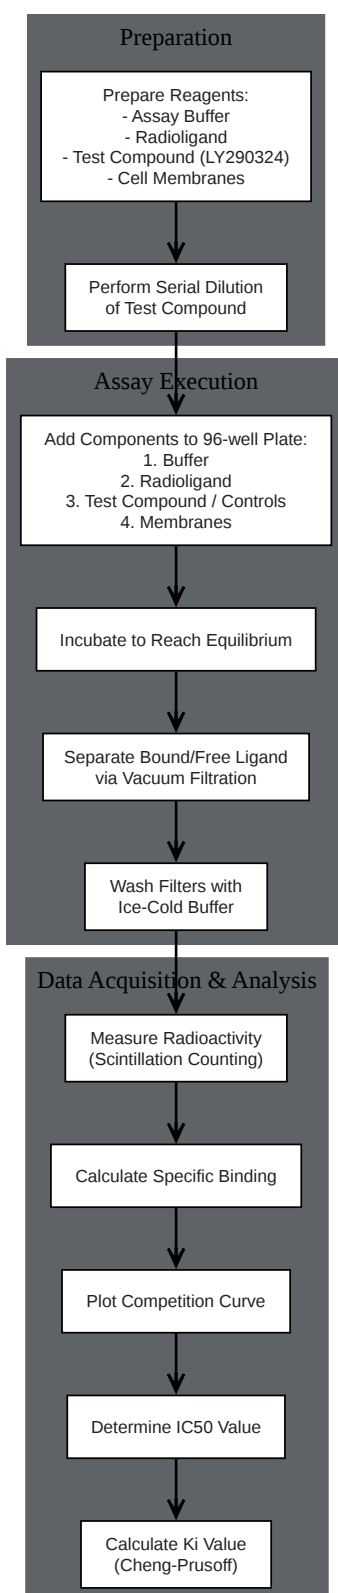 Preparation
Prepare Reagents:
- Assay Buffer
- Radioligand
- Test Compound (LY290324)
- Cell Membranes
Perform Serial Dilution
of Test Compound
Assay Execution
Add Components to 96-well Plate:
1. Buffer
2. Radioligand
3. Test Compound / Controls
4. Membranes
Incubate to Reach Equilibrium
Separate Bound/Free Ligand
via Vacuum Filtration
Wash Filters with
Ice-Cold Buffer
Data Acquisition & Analysis
Measure Radioactivity
(Scintillation Counting)
Calculate Specific Binding
Plot Competition Curve
Determine IC50 Value
Calculate Ki Value
(Cheng-Prusoff)